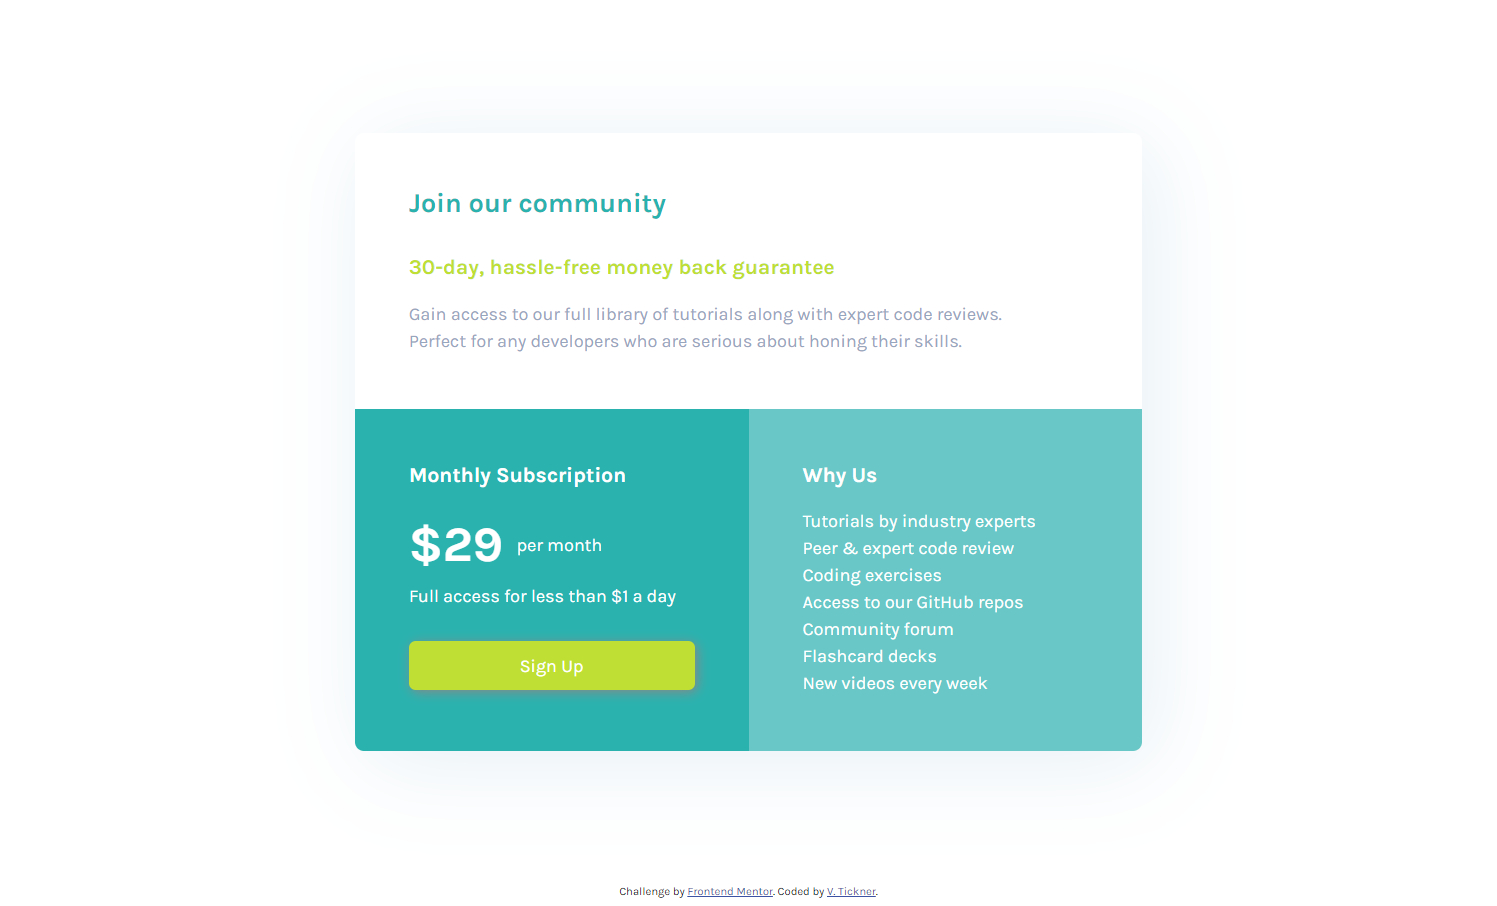 Join our community
30-day, hassle-free money back guarantee
Gain access to our full library of tutorials along with expert code reviews.
Perfect for any developers who are serious about honing their skills.
Monthly Subscription
$29 per month
Full access for less than $1 a day
Sign Up
Why Us
Tutorials by industry experts
Peer & expert code review
Coding exercises
Access to our GitHub repos
Community forum
Flashcard decks
New videos every week
Challenge by Frontend Mentor. Coded by V. Tickner.